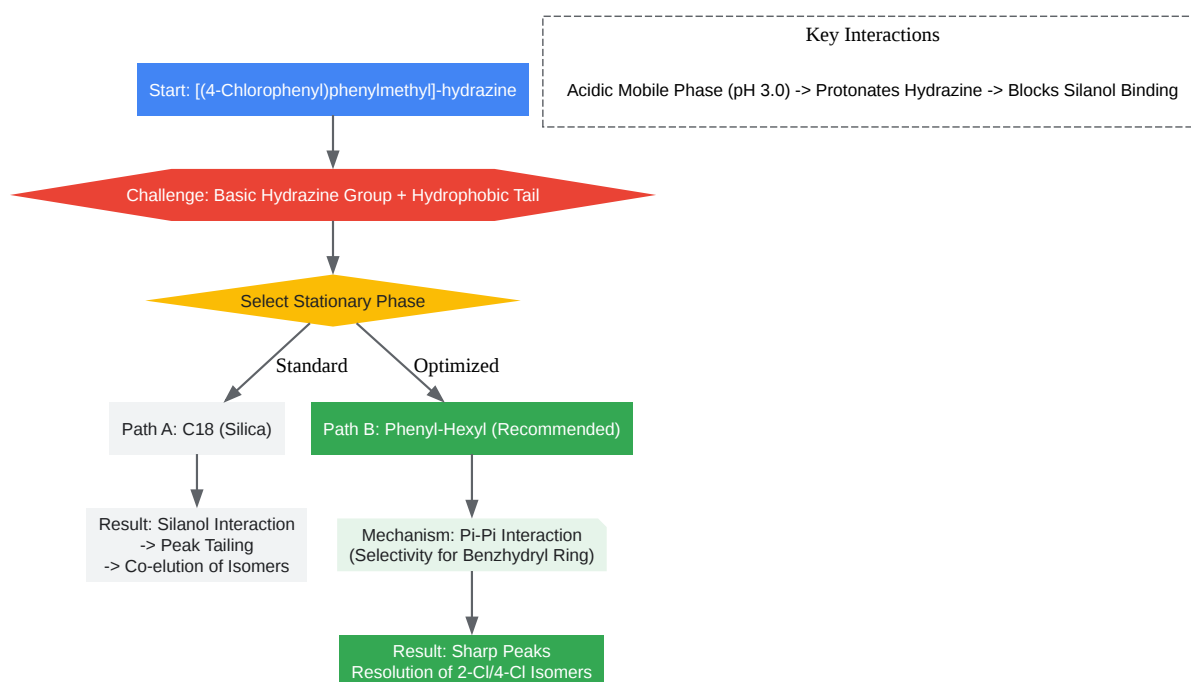 Key Interactions
Acidic Mobile Phase (pH 3.0) -> Protonates Hydrazine -> Blocks Silanol Binding
Start: [(4-Chlorophenyl)phenylmethyl]-hydrazine
Challenge: Basic Hydrazine Group + Hydrophobic Tail
Select Stationary Phase
Standard
Optimized
Path A: C18 (Silica)
Path B: Phenyl-Hexyl (Recommended)
Result: Silanol Interaction
-> Peak Tailing
-> Co-elution of Isomers
Mechanism: Pi-Pi Interaction
(Selectivity for Benzhydryl Ring)
Result: Sharp Peaks
Resolution of 2-Cl/4-Cl Isomers